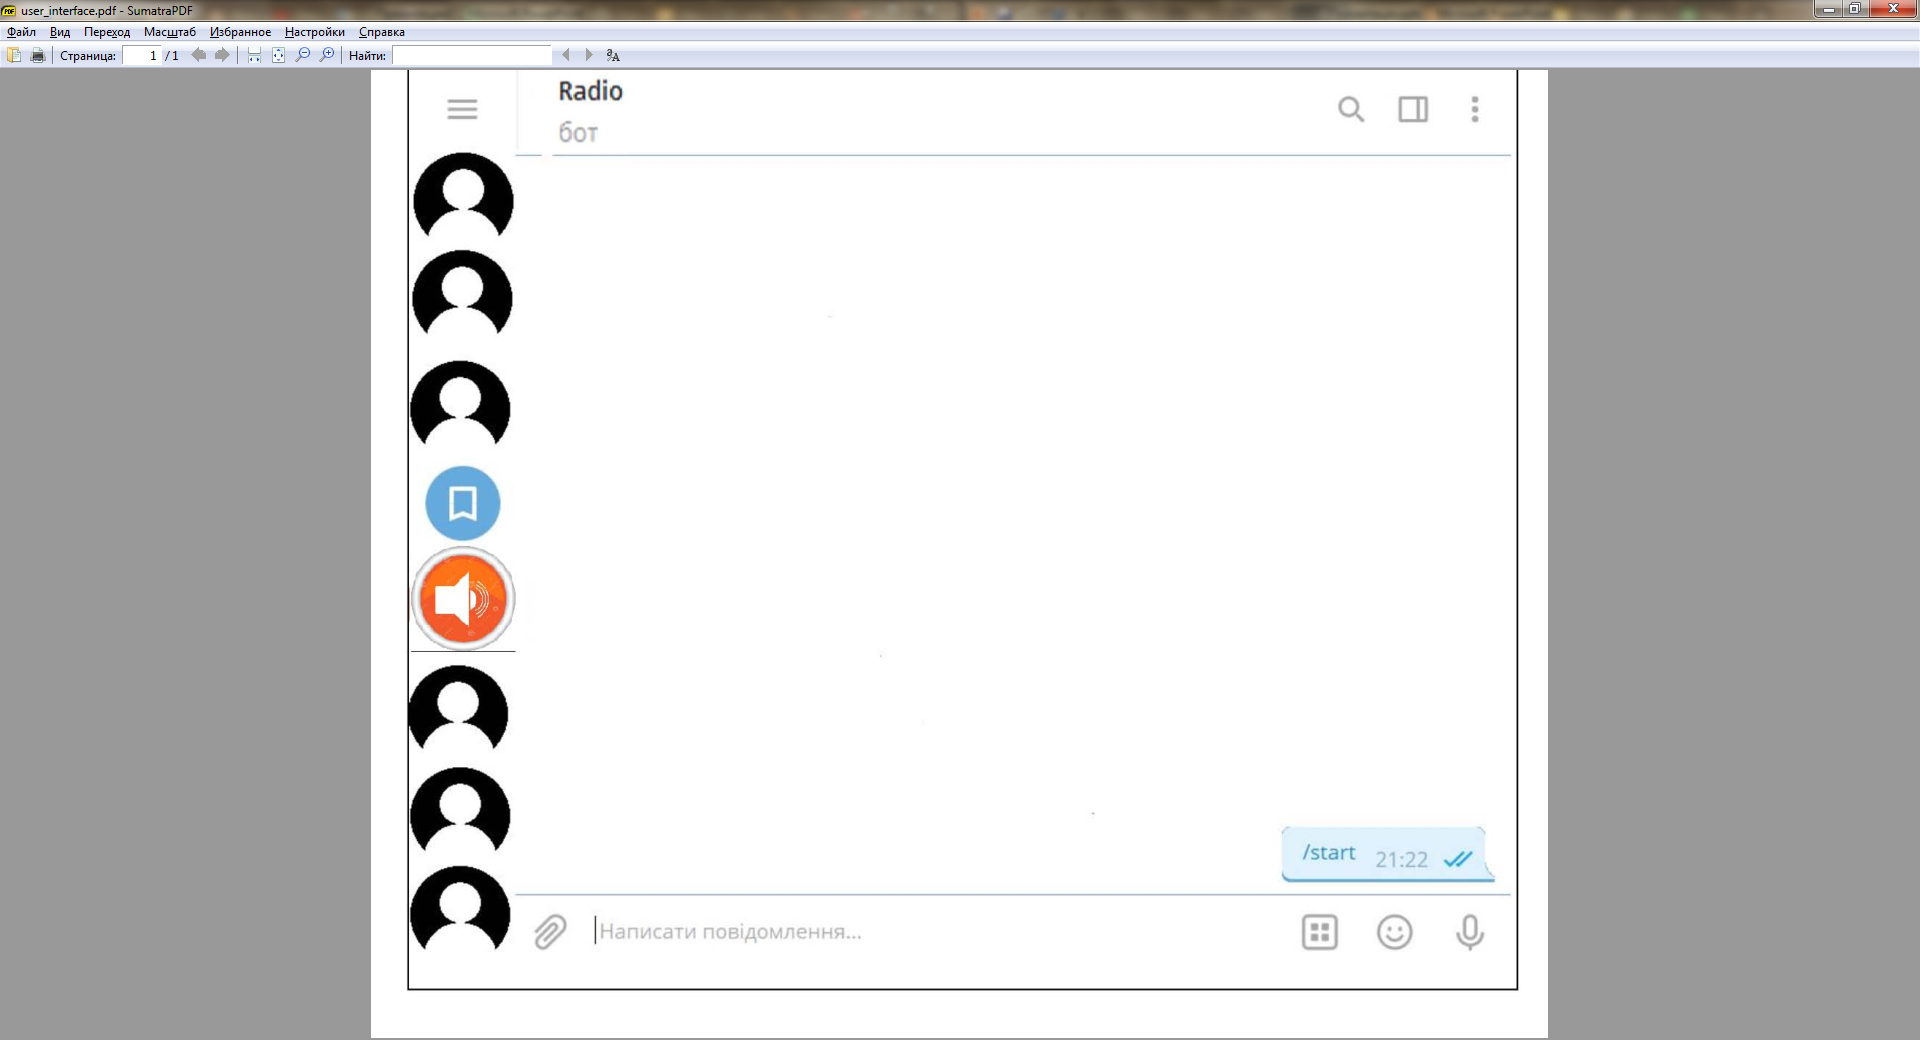 user_interface.pdf - SumatraPDF
Файл Вид Переход Масштаб Избранное Настройки Справка
Страница: 1 / 1 Найти:
Radio
бот
/start 21:22
Написати повідомлення...